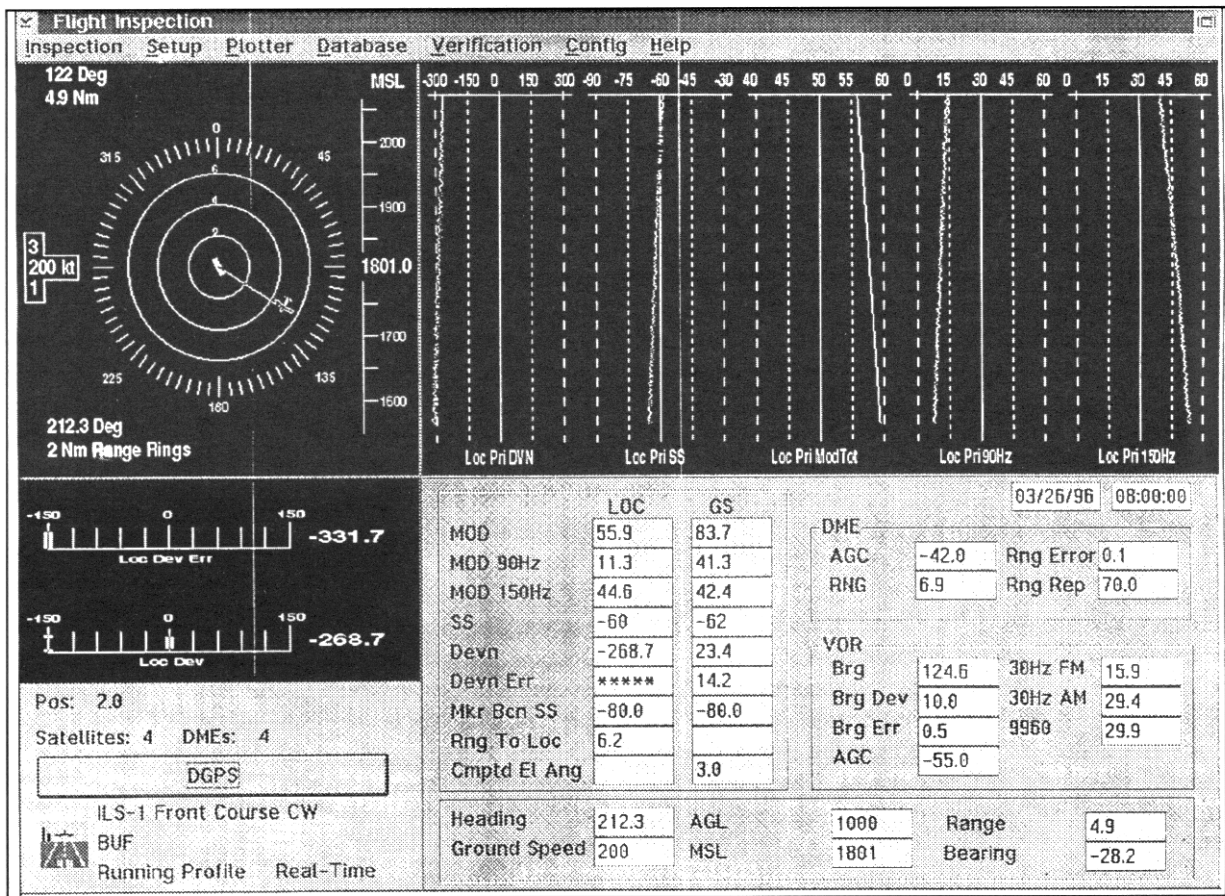 Flight Inspection
Inspection Setup Plotter Database Verification Config Help
122 Deg
4.9 Nm
MSL
0
315
45
6
4
2
225
135
180
3
200 kt
1
2000
1900
1801.0
1700
1600
212.3 Deg
2 Nm Range Rings
-300 -150 0 150 300 -90 -75 -60 -45 -30 40 45 50 55 60 0 15 30 45 60 0 15 30 45 60
Loc Pri DVN Loc Pri SS Loc Pri ModTot Loc Pri 90Hz Loc Pri 150Hz
-150 0 150 -331.7
Loc Dev Err
-150 0 150 -268.7
Loc Dev
Pos: 2.0
Satellites: 4 DMEs: 4
DGPS
ILS-1 Front Course CW
BUF
Running Profile Real-Time
LOC GS
MOD 55.9 83.7
MOD 90Hz 11.3 41.3
MOD 150Hz 44.6 42.4
SS -60 -62
Devn -268.7 23.4
Devn Err ***** 14.2
Mkr Bcn SS -80.0 -80.0
Rng To Loc 6.2
Cmptd El Ang 3.0
03/26/96 08:00:00
DME
AGC -42.0 Rng Error 0.1
RNG 6.9 Rng Rep 70.0
VOR
Brg 124.6 30Hz FM 15.9
Brg Dev 10.8 30Hz AM 29.4
Brg Err 0.5 9960 29.9
AGC -55.0
Heading 212.3 AGL 1000 Range 4.9
Ground Speed 200 MSL 1801 Bearing -28.2